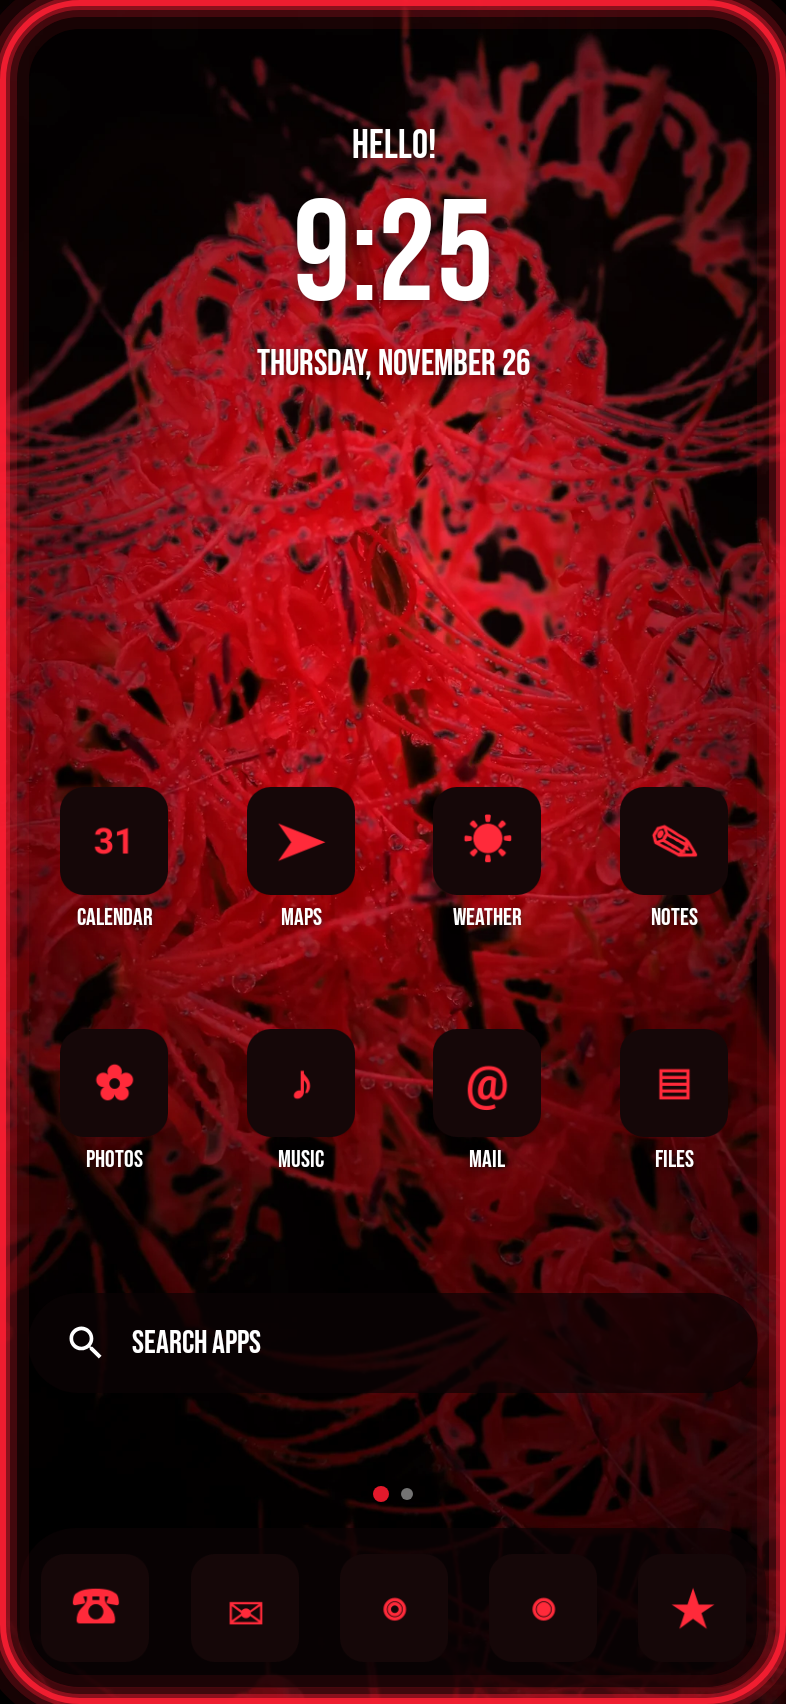 HELLO!
9:25
THURSDAY, NOVEMBER 26
31
CALENDAR MAPS WEATHER NOTES
@
PHOTOS MUSIC MAIL FILES
SEARCH APPS